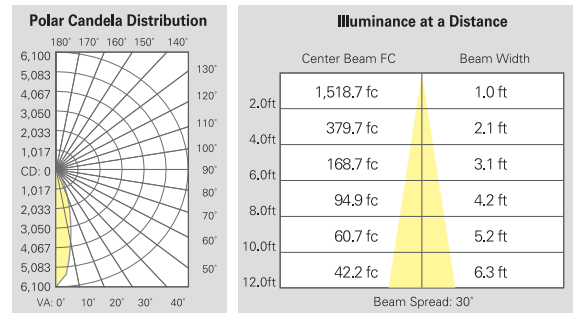 Polar Candela Distribution
180˚ 170˚ 160˚ 150˚ 140˚
6,100
5,083
4,067
3,050
2,033
1,017
CD: 0
1,017
2,033
3,050
4,067
5,083
6,100
130˚
120˚
110˚
100˚
90˚
80˚
70˚
60˚
50˚
VA: 0˚ 10˚ 20˚ 30˚ 40˚
Illuminance at a Distance
Center Beam FC Beam Width
2.0ft 1,518.7 fc 1.0 ft
4.0ft 379.7 fc 2.1 ft
6.0ft 168.7 fc 3.1 ft
8.0ft 94.9 fc 4.2 ft
10.0ft 60.7 fc 5.2 ft
12.0ft 42.2 fc 6.3 ft
Beam Spread: 30˚